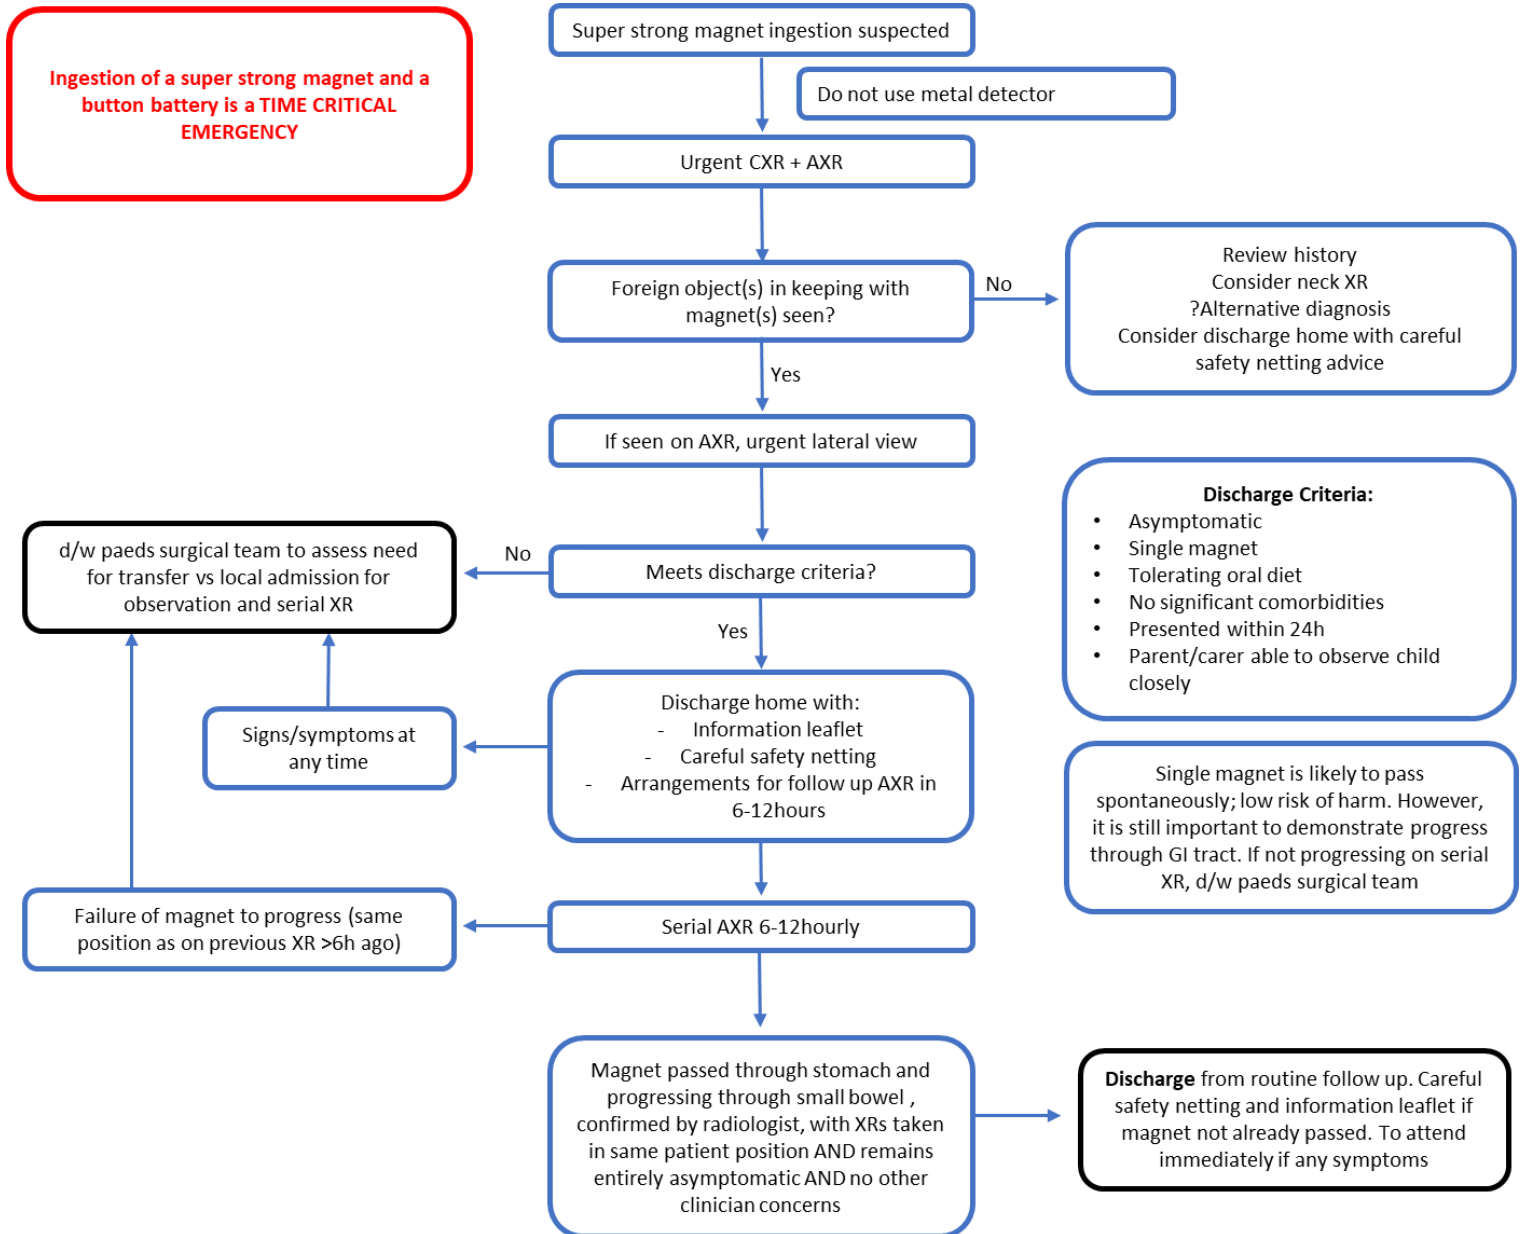 Ingestion of a super strong magnet and a
button battery is a TIME CRITICAL
EMERGENCY
Super strong magnet ingestion suspected
Do not use metal detector
Urgent CXR + AXR
Foreign object(s) in keeping with
magnet(s) seen?
No
Review history
Consider neck XR
?Alternative diagnosis
Consider discharge home with careful
safety netting advice
Yes
If seen on AXR, urgent lateral view
Discharge Criteria:
• Asymptomatic
• Single magnet
• Tolerating oral diet
• No significant comorbidities
• Presented within 24h
• Parent/carer able to observe child
closely
Meets discharge criteria?
No
d/w paeds surgical team to assess need
for transfer vs local admission for
observation and serial XR
Yes
Discharge home with:
- Information leaflet
- Careful safety netting
- Arrangements for follow up AXR in
6-12hours
Signs/symptoms at
any time
Single magnet is likely to pass
spontaneously; low risk of harm. However,
it is still important to demonstrate progress
through GI tract. If not progressing on serial
XR, d/w paeds surgical team
Serial AXR 6-12hourly
Failure of magnet to progress (same
position as on previous XR >6h ago)
Magnet passed through stomach and
progressing through small bowel ,
confirmed by radiologist, with XRs taken
in same patient position AND remains
entirely asymptomatic AND no other
clinician concerns
Discharge from routine follow up. Careful
safety netting and information leaflet if
magnet not already passed. To attend
immediately if any symptoms